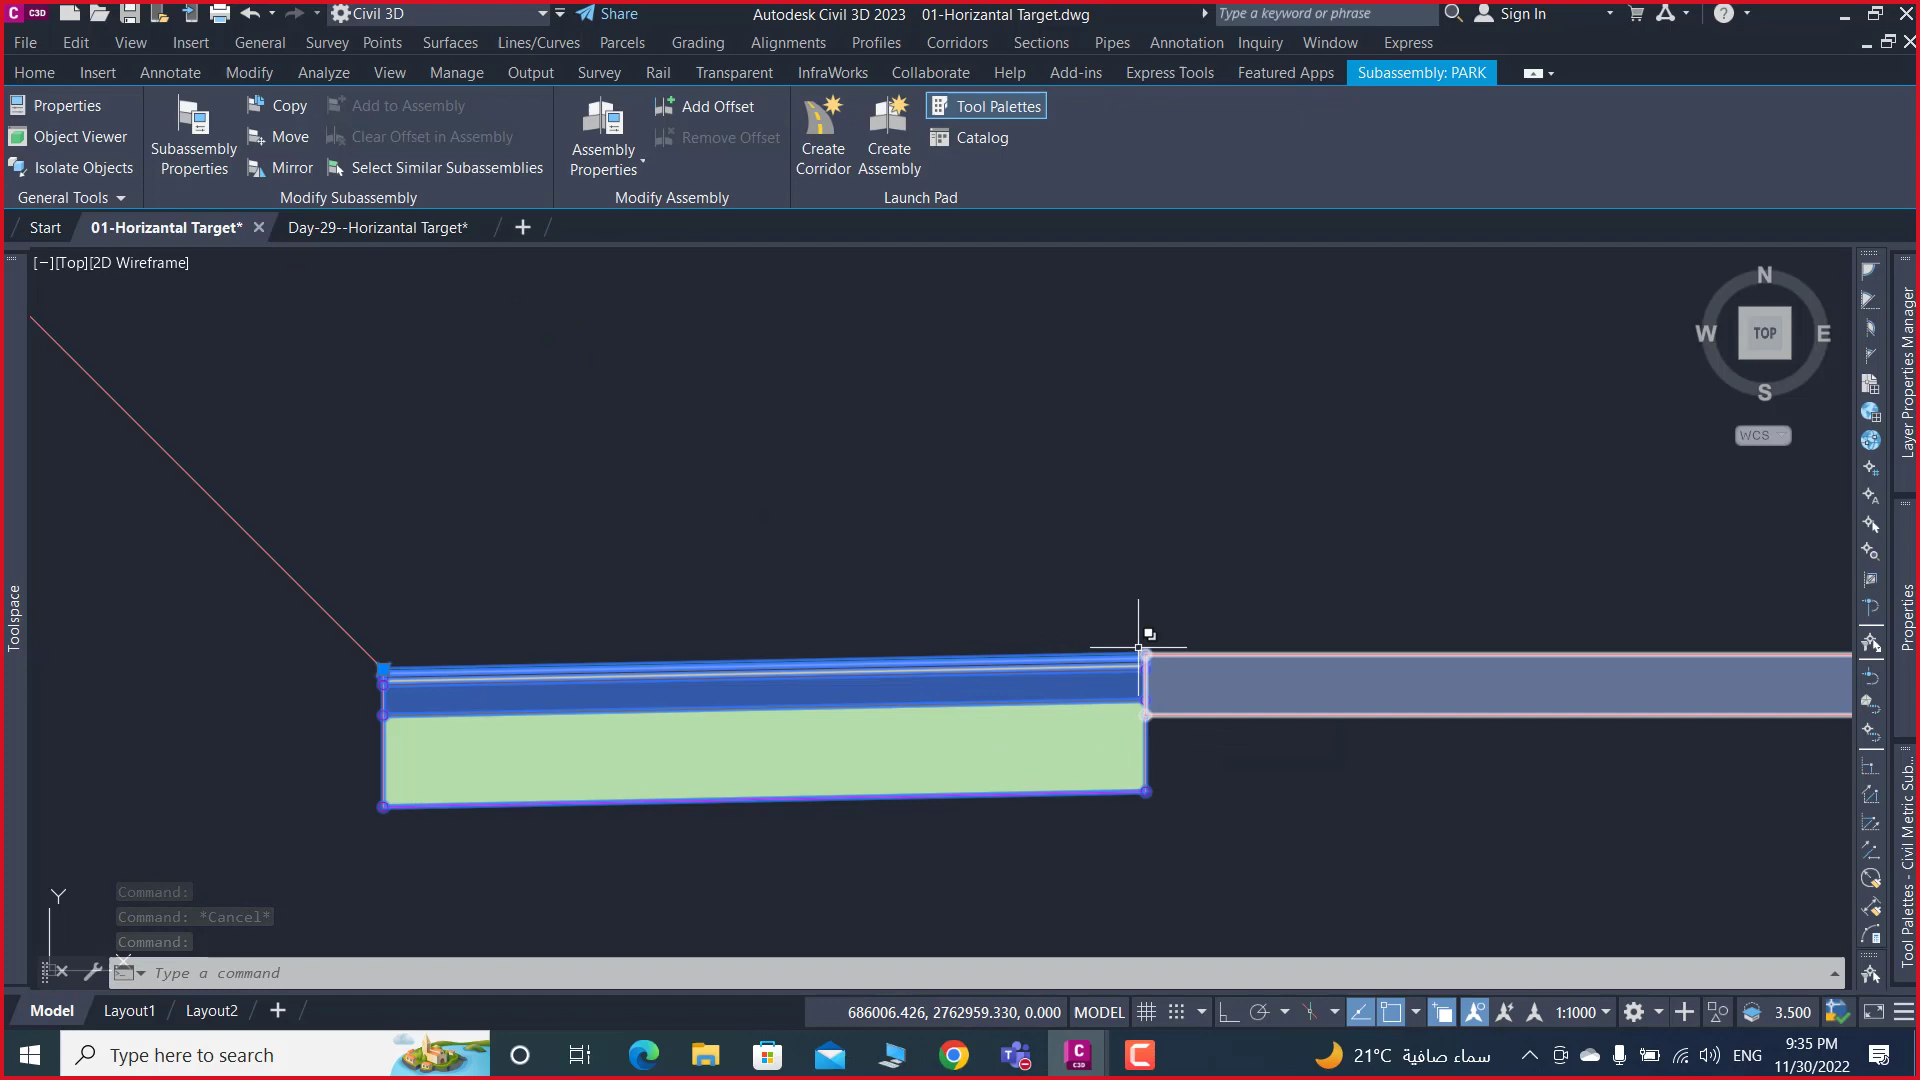 C C3D Civil 3D Share Autodesk Civil 3D 2023 01-Horizantal Target.dwg Type a keyword or phrase Sign In
File Edit View Insert General Survey Points Surfaces Lines/Curves Parcels Grading Alignments Profiles Corridors Sections Pipes Annotation Inquiry Window Express
Home Insert Annotate Modify Analyze View Manage Output Survey Rail Transparent InfraWorks Collaborate Help Add-ins Express Tools Featured Apps Subassembly: PARK
Properties
Object Viewer
Isolate Objects
General Tools
Subassembly
Properties
Copy
Move
Mirror
Add to Assembly
Clear Offset in Assembly
Select Similar Subassemblies
Modify Subassembly
Assembly
Properties
Add Offset
Remove Offset
Modify Assembly
Create
Corridor
Create
Assembly
Tool Palettes
Catalog
Launch Pad
Start 01-Horizantal Target* Day-29--Horizantal Target*
[−][Top][2D Wireframe]
N
W TOP E
S
WCS
Toolspace
Layer Properties Manager
Properties
Tool Palettes - Civil Metric Sub...
Y
X
Command:
Command: *Cancel*
Command:
Type a command
Model Layout1 Layout2 686006.426, 2762959.330, 0.000 MODEL 1:1000 3.500
Type here to search 21°C سماء صافية ENG 9:35 PM
11/30/2022